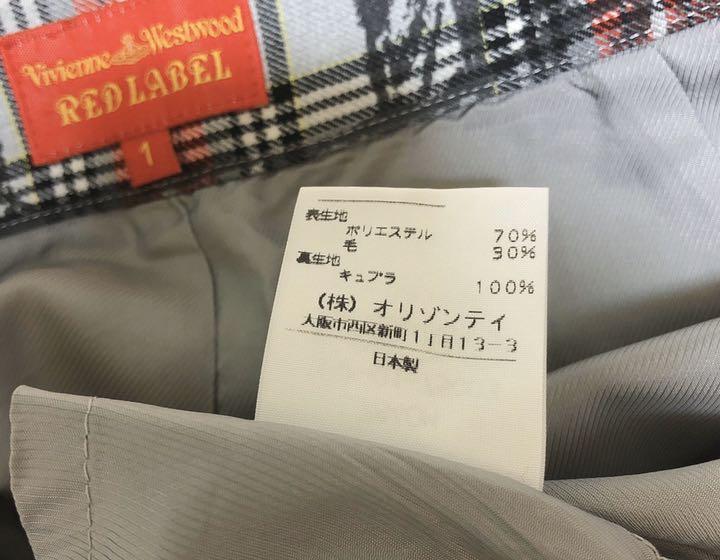 Vivienne Westwood
RED LABEL
1
表生地
ポリエステル 70%
毛 30%
裏生地
キュプラ 100%
(株) オリゾンティ
大阪市西区新町1丁目13-3
日本製